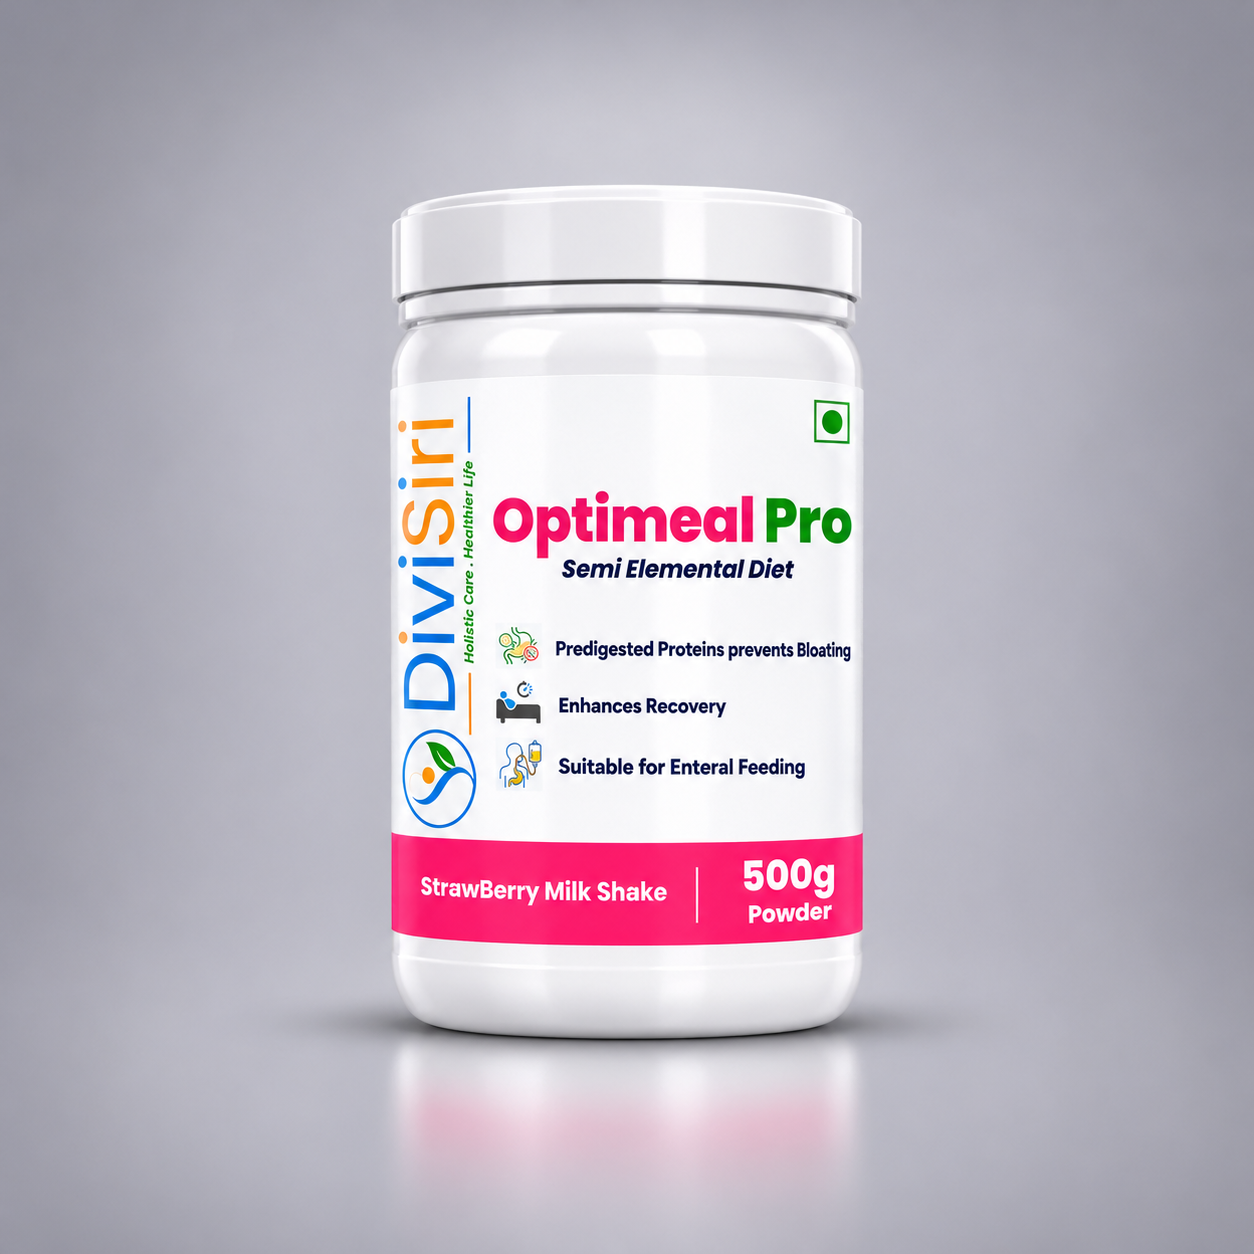 DiviSiri
Holistic Care . Healthier Life
Optimeal Pro
Semi Elemental Diet
Predigested Proteins prevents Bloating
Enhances Recovery
Suitable for Enteral Feeding
StrawBerry Milk Shake
500g
Powder